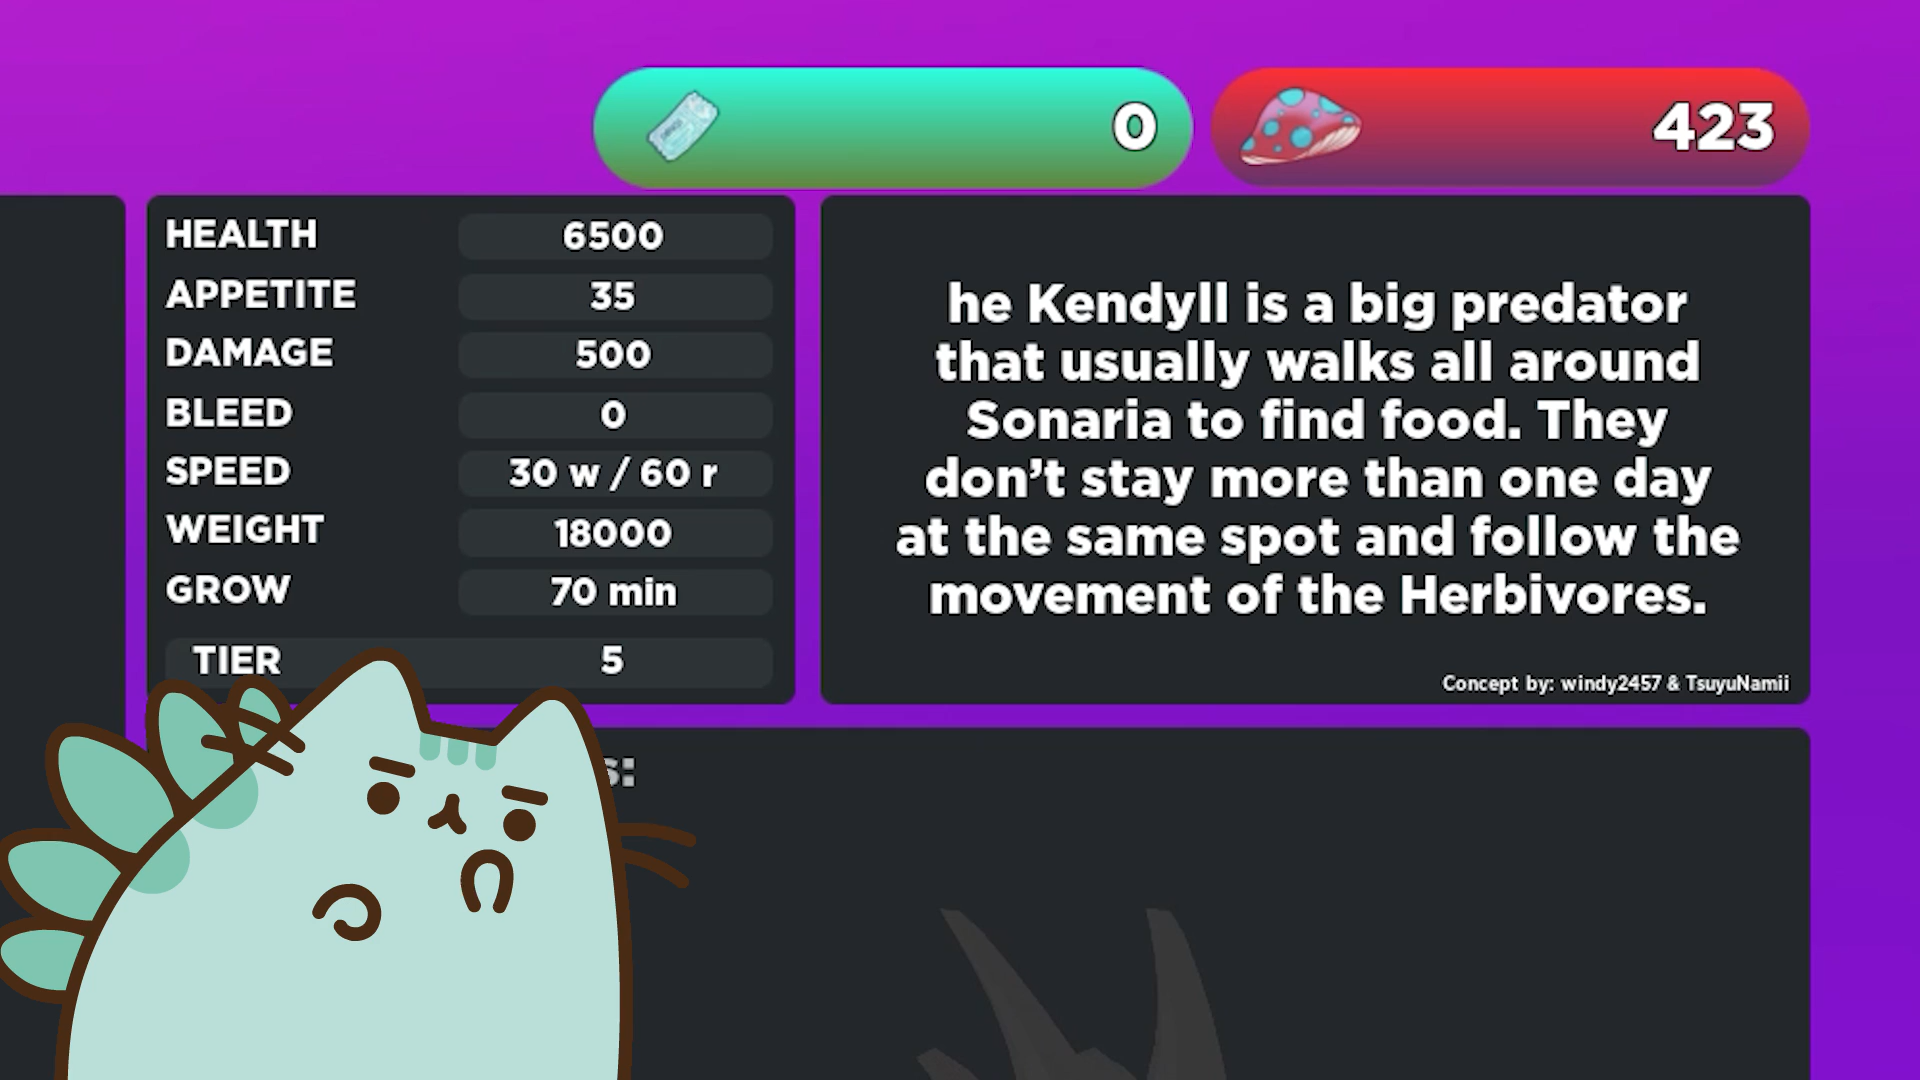 0
423
HEALTH 6500
APPETITE 35
DAMAGE 500
BLEED 0
SPEED 30 w / 60 r
WEIGHT 18000
GROW 70 min
TIER 5
he Kendyll is a big predator
that usually walks all around
Sonaria to find food. They
don't stay more than one day
at the same spot and follow the
movement of the Herbivores.
Concept by: windy2457 & TsuyuNamii
s: